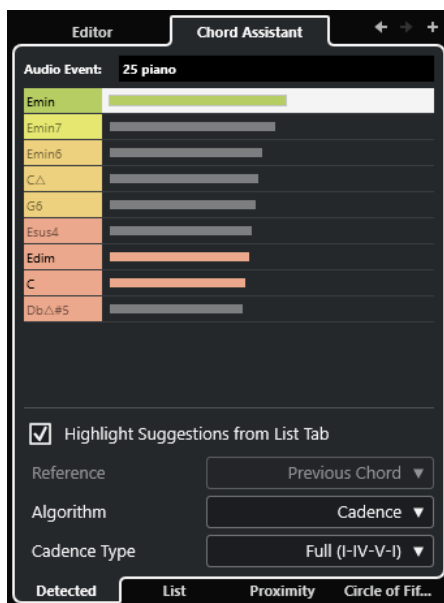 Editor Chord Assistant
Audio Event: 25 piano
Emin
Emin7
Emin6
C△
G6
Esus4
Edim
C
Db△#5
Highlight Suggestions from List Tab
Reference Previous Chord
Algorithm Cadence
Cadence Type Full (I-IV-V-I)
Detected List Proximity Circle of Fif...